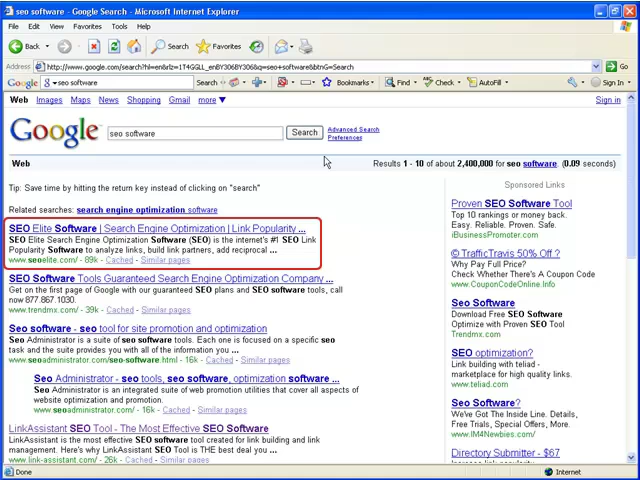 seo software - Google Search - Microsoft Internet Explorer
File Edit View Favorites Tools Help
Back Search Favorites
Address http://www.google.com/search?hl=en&rlz=1T4GGLL_enBY306BY306&q=seo+software&btnG=Search Go
Google seo software Search Bookmarks Find Check AutoFill Sign In
Web Images Maps News Shopping Gmail more ▼ Sign in
Google seo software Search Advanced Search
Preferences
Web Results 1 - 10 of about 2,400,000 for seo software. (0.09 seconds)
Tip: Save time by hitting the return key instead of clicking on "search"
Related searches: search engine optimization software
SEO Elite Software | Search Engine Optimization | Link Popularity ...
SEO Elite Search Engine Optimization Software (SEO) is the internet's #1 SEO Link
Popularity Software to analyze links, build link partners, add reciprocal ...
www.seoelite.com/ - 89k - Cached - Similar pages
SEO Software Tools Guaranteed Search Engine Optimization Company ...
Get on the first page of Google with our guaranteed SEO plans and SEO software tools, call
now 877.867.1030.
www.trendmx.com/ - 39k - Cached - Similar pages
Seo software - seo tool for site promotion and optimization
Seo Administrator is a suite of seo software tools. Each one is focused on a specific seo
task and the suite provides you with all of the information you ...
www.seoadministrator.com/seo-software.html - 16k - Cached - Similar pages
Seo Administrator - seo tools, seo software, optimization software ...
Seo Administrator is an integrated suite of web promotion utilities that cover all aspects of
website optimization and promotion.
www.seoadministrator.com/ - 16k - Cached - Similar pages
LinkAssistant SEO Tool - The Most Effective SEO Software
LinkAssistant is the most effective SEO software tool created for link building and link
management. Here's why LinkAssistant SEO Tool is THE best deal you ...
www.link-assistant.com/ - 26k - Cached - Similar pages
Sponsored Links
Proven SEO Software Tool
Top 10 rankings or money back.
Easy. Reliable. Proven SEO software.
iBusinessPromoter.com
© TrafficTravis 50% Off ?
Why Pay Full Price?
Check Whether There's A Coupon Code
www.CouponCodeOnline.Info
Seo Software
Download Free SEO Software
Optimize with Proven SEO Tool
Trendmx.com
SEO optimization?
Link building with teliad -
marketplace for high quality links.
www.teliad.com
Seo Software?
We've Got The Inside Line. Details,
Free Trials, Special Offers, More.
www.IM4Newbies.com/
Directory Submitter - $67
Done Internet